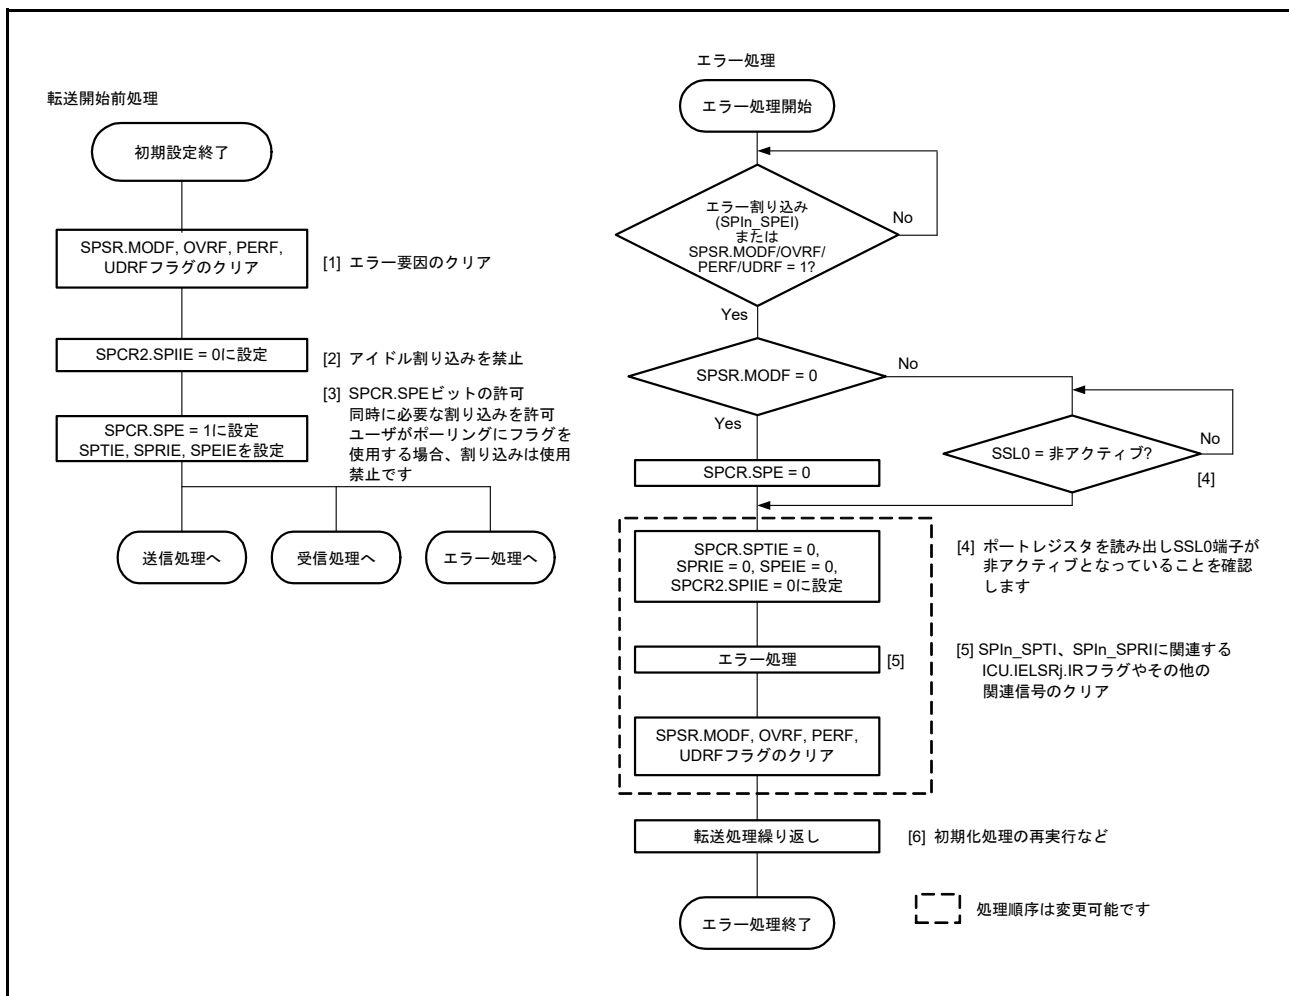 転送開始前処理
初期設定終了
SPSR.MODF, OVRF, PERF,
UDRFフラグのクリア
[1] エラー要因のクリア
SPCR2.SPIIE = 0に設定
[2] アイドル割り込みを禁止
SPCR.SPE = 1に設定
SPTIE, SPRIE, SPEIEを設定
[3] SPCR.SPEビットの許可
同時に必要な割り込みを許可
ユーザがポーリングにフラグを
使用する場合、割り込みは使用
禁止です
送信処理へ
受信処理へ
エラー処理へ
エラー処理
エラー処理開始
エラー割り込み
(SPIn_SPEI)
または
SPSR.MODF/OVRF/
PERF/UDRF = 1?
No
Yes
SPSR.MODF = 0
No
Yes
SSL0 = 非アクティブ?
No
[4]
SPCR.SPE = 0
SPCR.SPTIE = 0,
SPRIE = 0, SPEIE = 0,
SPCR2.SPIIE = 0に設定
[4] ポートレジスタを読み出しSSL0端子が
非アクティブとなっていることを確認
します
エラー処理
[5]
[5] SPIn_SPTI、SPIn_SPRIに関連する
ICU.IELSRj.IRフラグやその他の
関連信号のクリア
SPSR.MODF, OVRF, PERF,
UDRFフラグのクリア
転送処理繰り返し
[6] 初期化処理の再実行など
エラー処理終了
処理順序は変更可能です